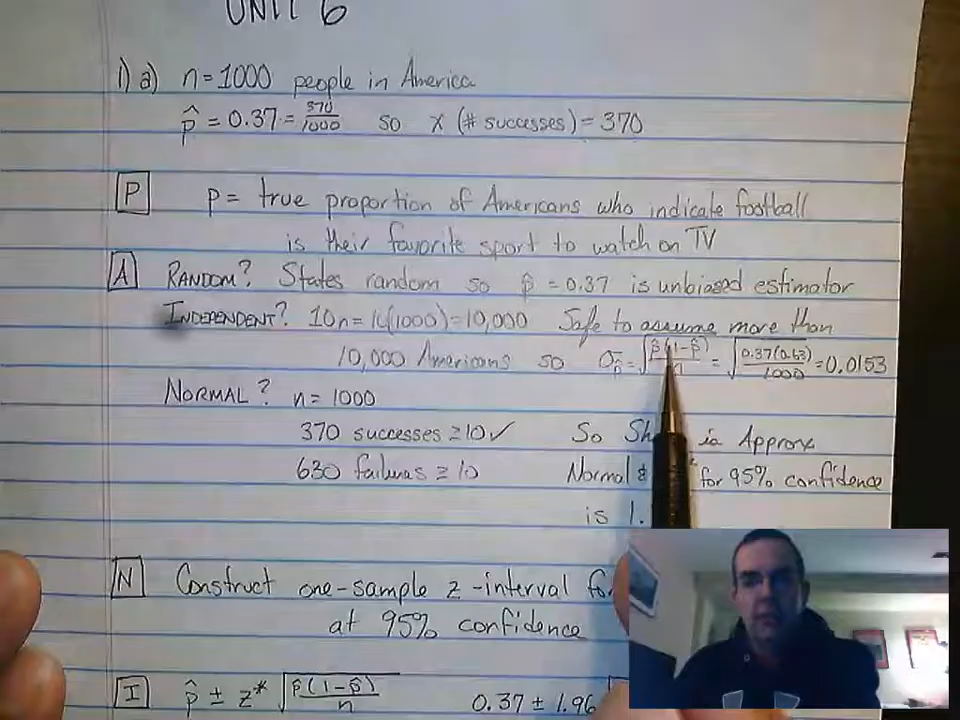 UNIT 6
1) a) n = 1000 people in America
p̂ = 0.37 = 370/1000 so x (# successes) = 370
P p = true proportion of Americans who indicate football
is their favorite sport to watch on TV
A RANDOM? States random so p̂ = 0.37 is unbiased estimator
INDEPENDENT? 10n = 10(1000) = 10,000 Safe to assume more than
10,000 Americans so σp̂ = √(p̂(1-p̂)/n) = √(0.37(0.63)/1000) = 0.0153
NORMAL? n = 1000
370 successes ≥ 10 ✓ So is Approx
630 failures ≥ 10 Normal & for 95% confidence
is 1.
N Construct one-sample z-interval
at 95% confidence
I p̂ ± z* √(p̂(1-p̂)/n) 0.37 ± 1.96